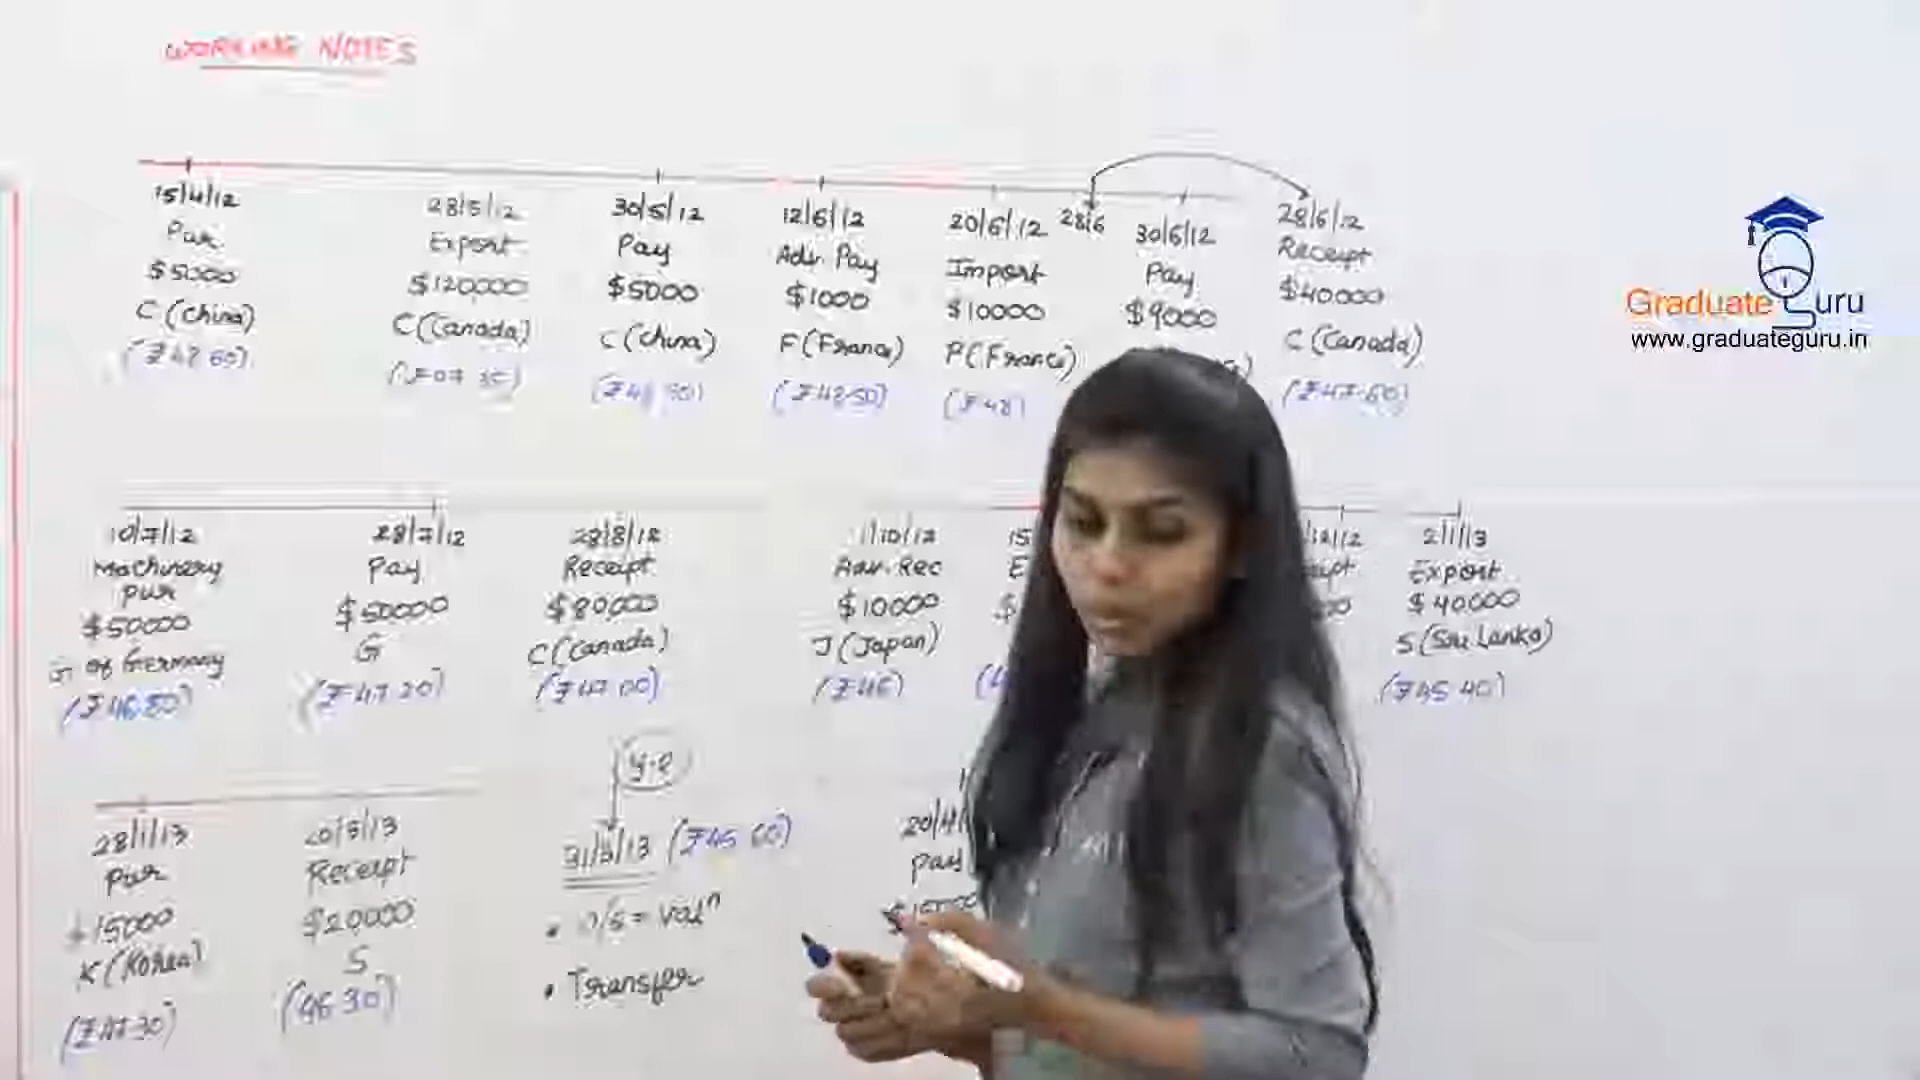 WORKING NOTES
15/4/12
Pur
$5000
C (China)
28/5/12
Export
$120000
C (Canada)
30/5/12
Pay
$5000
C (China)
12/6/12
Adv. Pay
$1000
F (France)
(₹48.50)
20/6/12
Import
$10000
F (France)
(₹48)
28/6
30/6/12
Pay
$9000
28/6/12
Receipt
$40000
C (Canada)
(₹47.60)
Graduate Guru
www.graduateguru.in
10/7/12
Machinery
Pur
$50000
G of Germany
(₹46.80)
28/7/12
Pay
$50000
G
(₹47.20)
28/8/12
Receipt
$80000
C (Canada)
(₹47.00)
1/10/12
Adv. Rec
$10000
J (Japan)
(₹46)
15
2/1/13
Export
$40000
S (Sri Lanka)
(₹45.40)
28/1/13
Pur
15000
K (Korea)
(₹47.30)
20/3/13
Receipt
$20000
S
(46.30)
Y.E
31/3/13 (₹45.60)
• O/S = Valn
• Transfer
20/4/
Pay